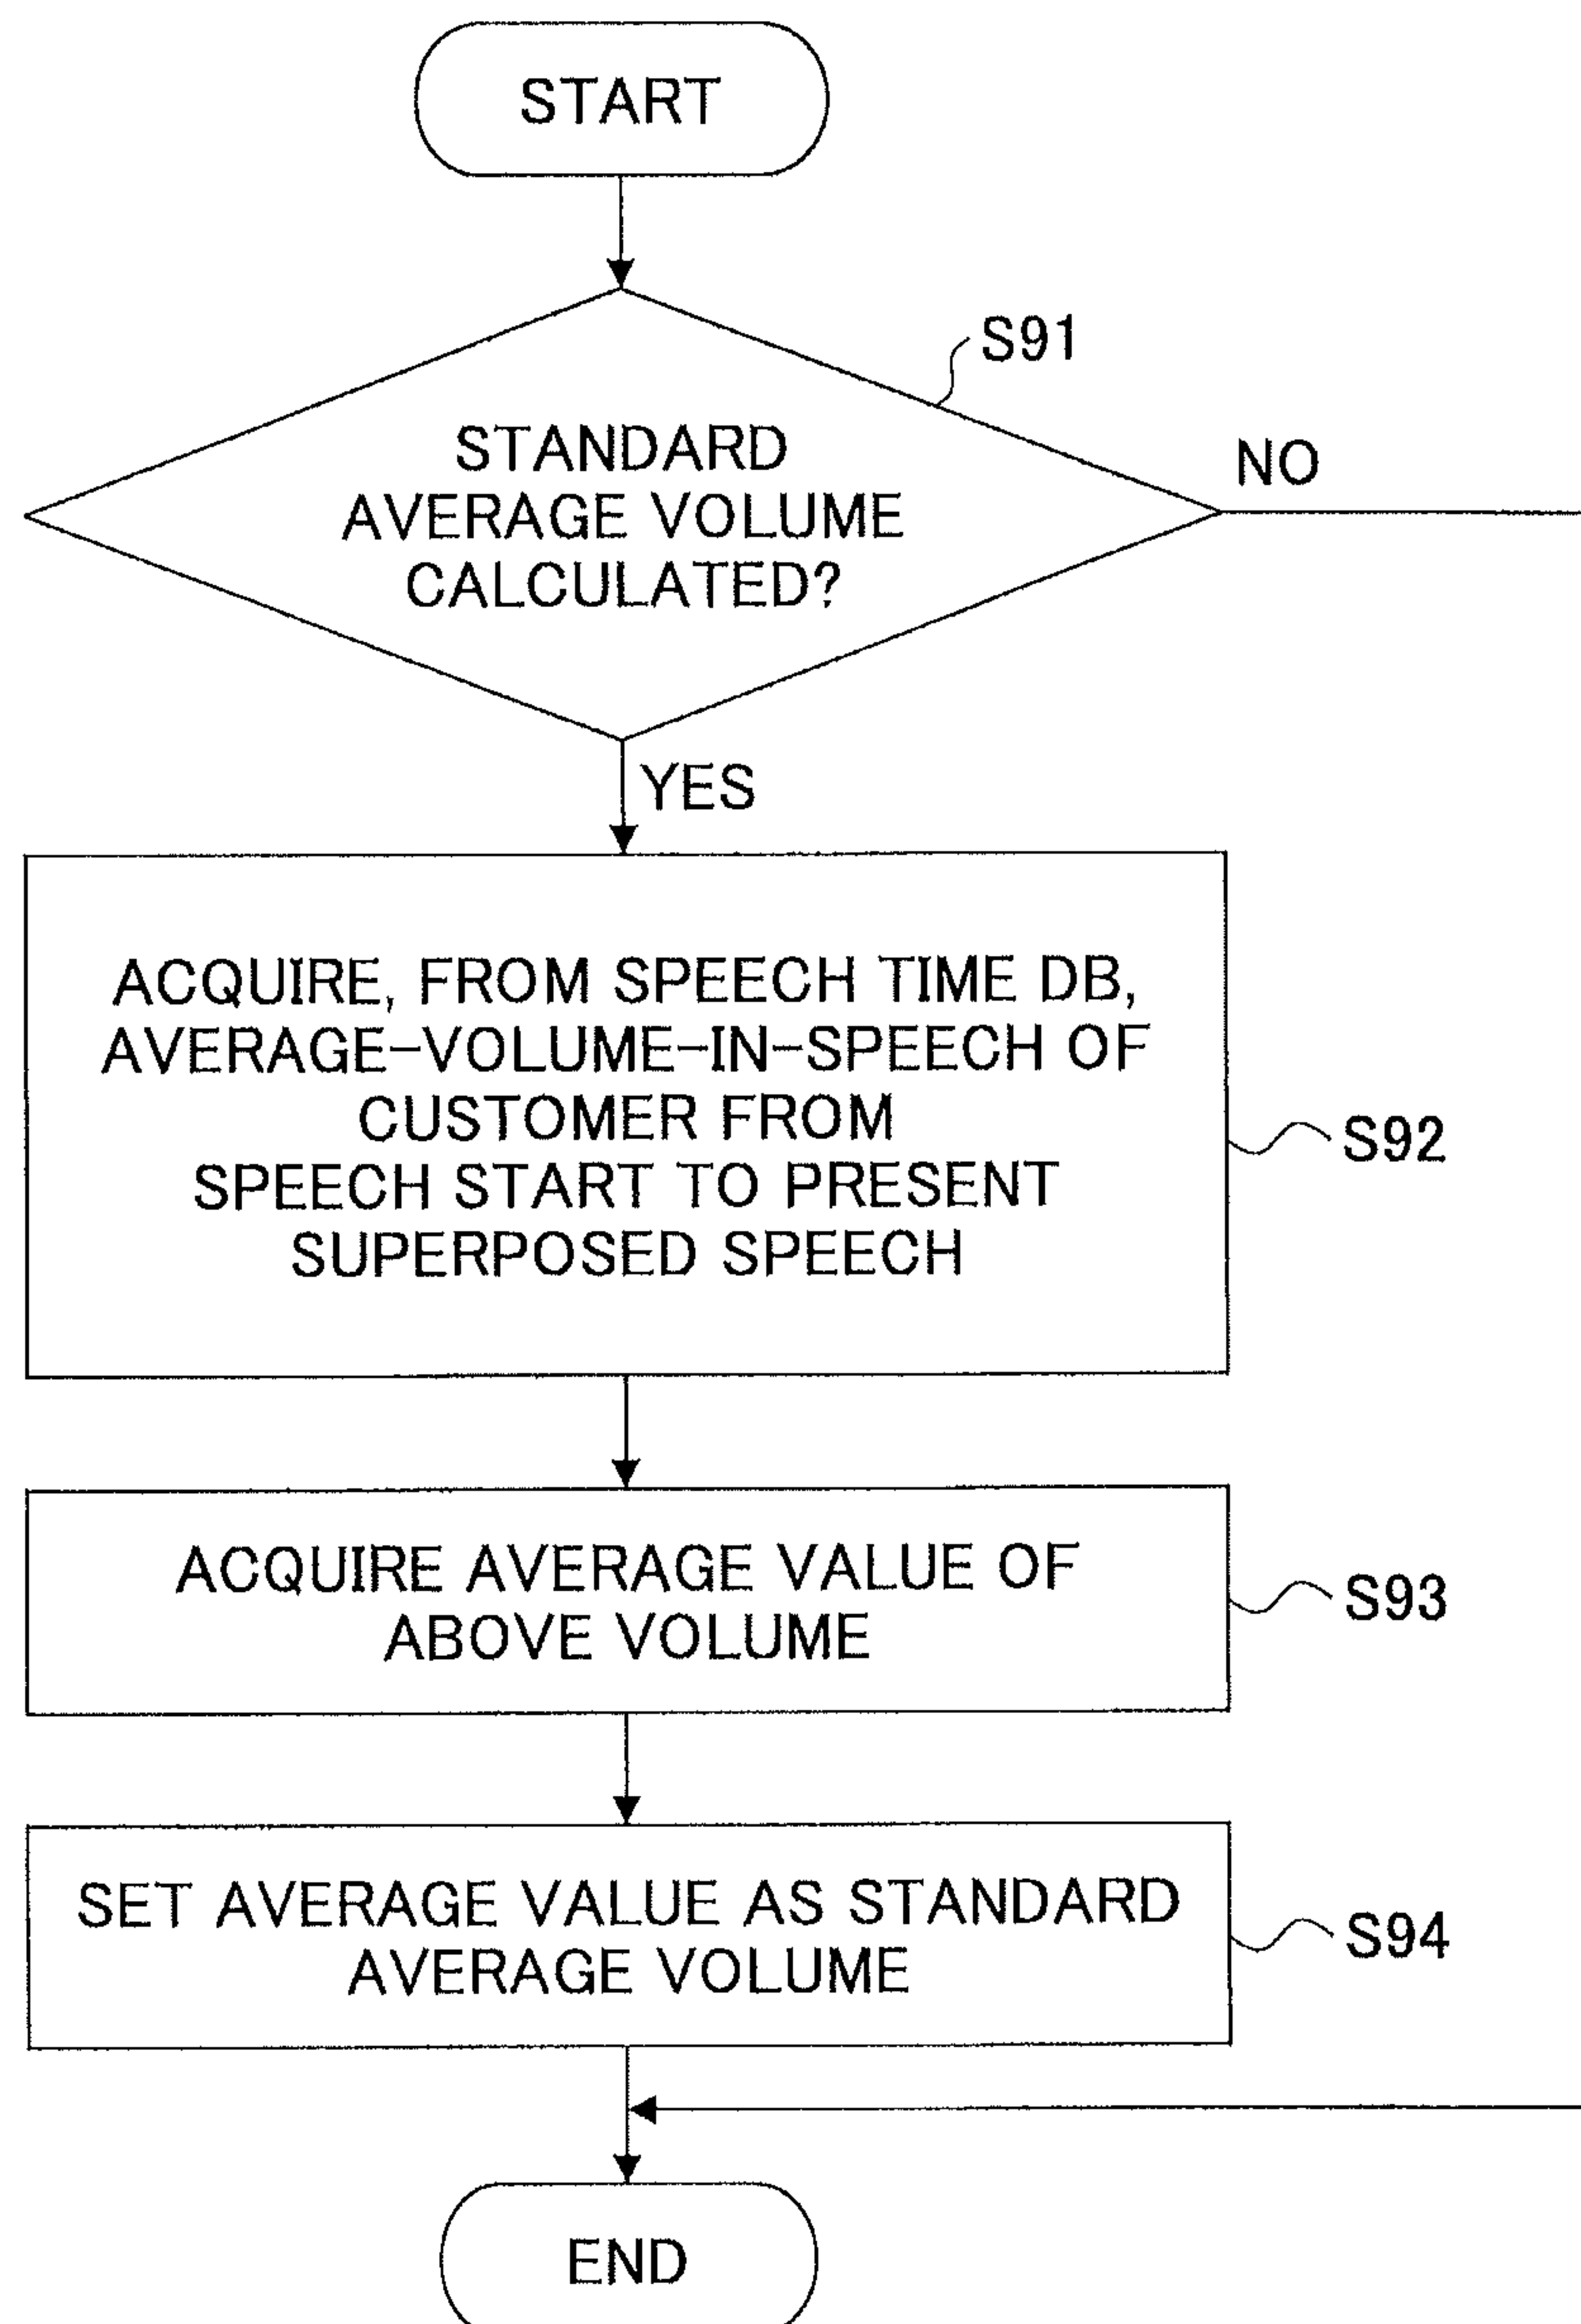 START
S91
STANDARD
AVERAGE VOLUME
CALCULATED?
NO
YES
ACQUIRE, FROM SPEECH TIME DB,
AVERAGE-VOLUME-IN-SPEECH OF
CUSTOMER FROM
SPEECH START TO PRESENT
SUPERPOSED SPEECH
S92
ACQUIRE AVERAGE VALUE OF
ABOVE VOLUME
S93
SET AVERAGE VALUE AS STANDARD
AVERAGE VOLUME
S94
END